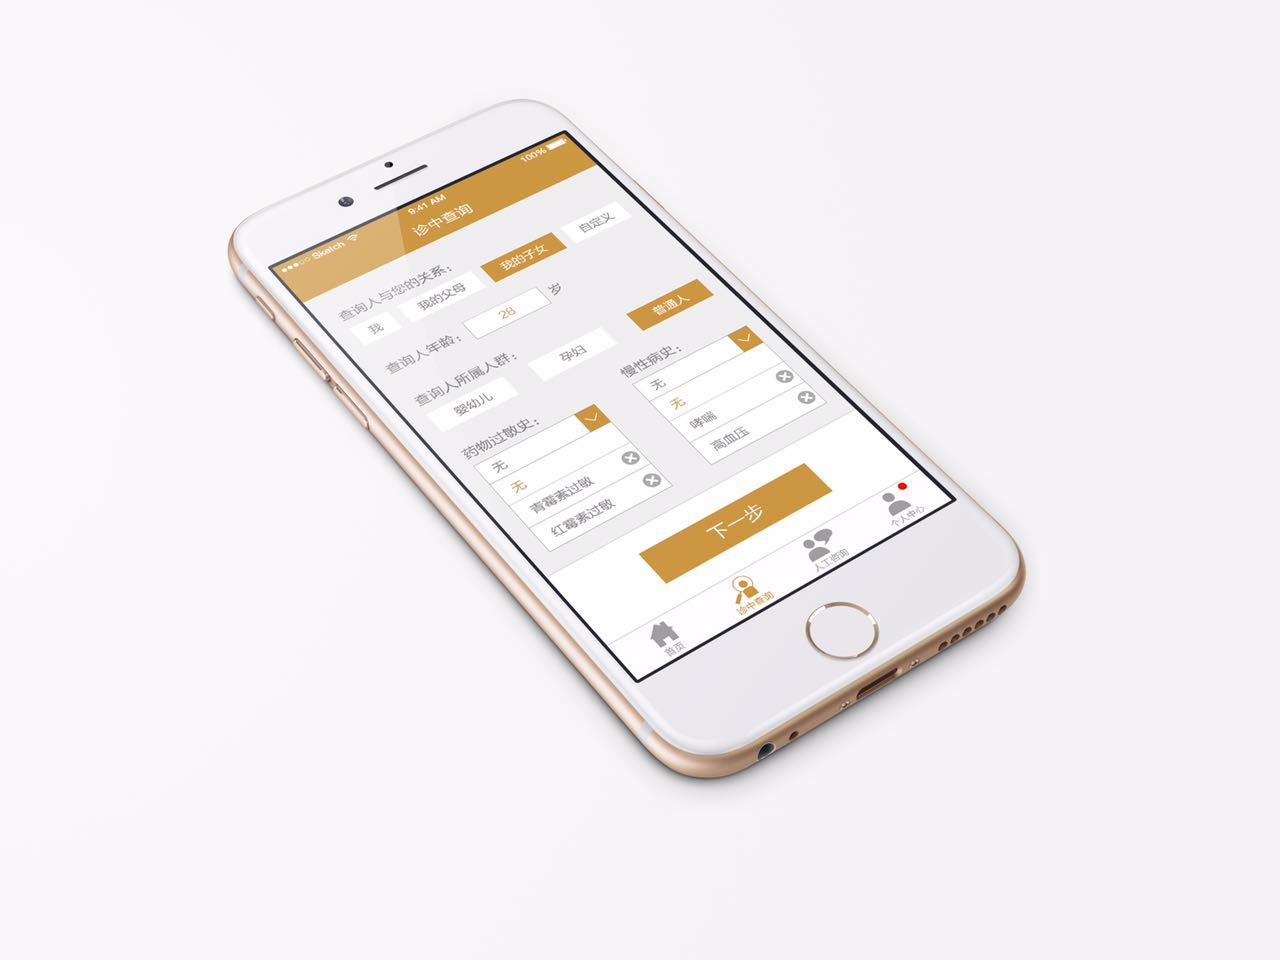 Sketch 9:41 AM 100%
诊中查询
查询人与您的关系：
我 我的父母 我的子女 自定义
查询人年龄： 28 岁
查询人所属人群：
婴幼儿 孕妇 普通人
药物过敏史：
无
无
青霉素过敏
红霉素过敏
慢性病史：
无
无
哮喘
高血压
下一步
首页 诊中查询 人工咨询 个人中心